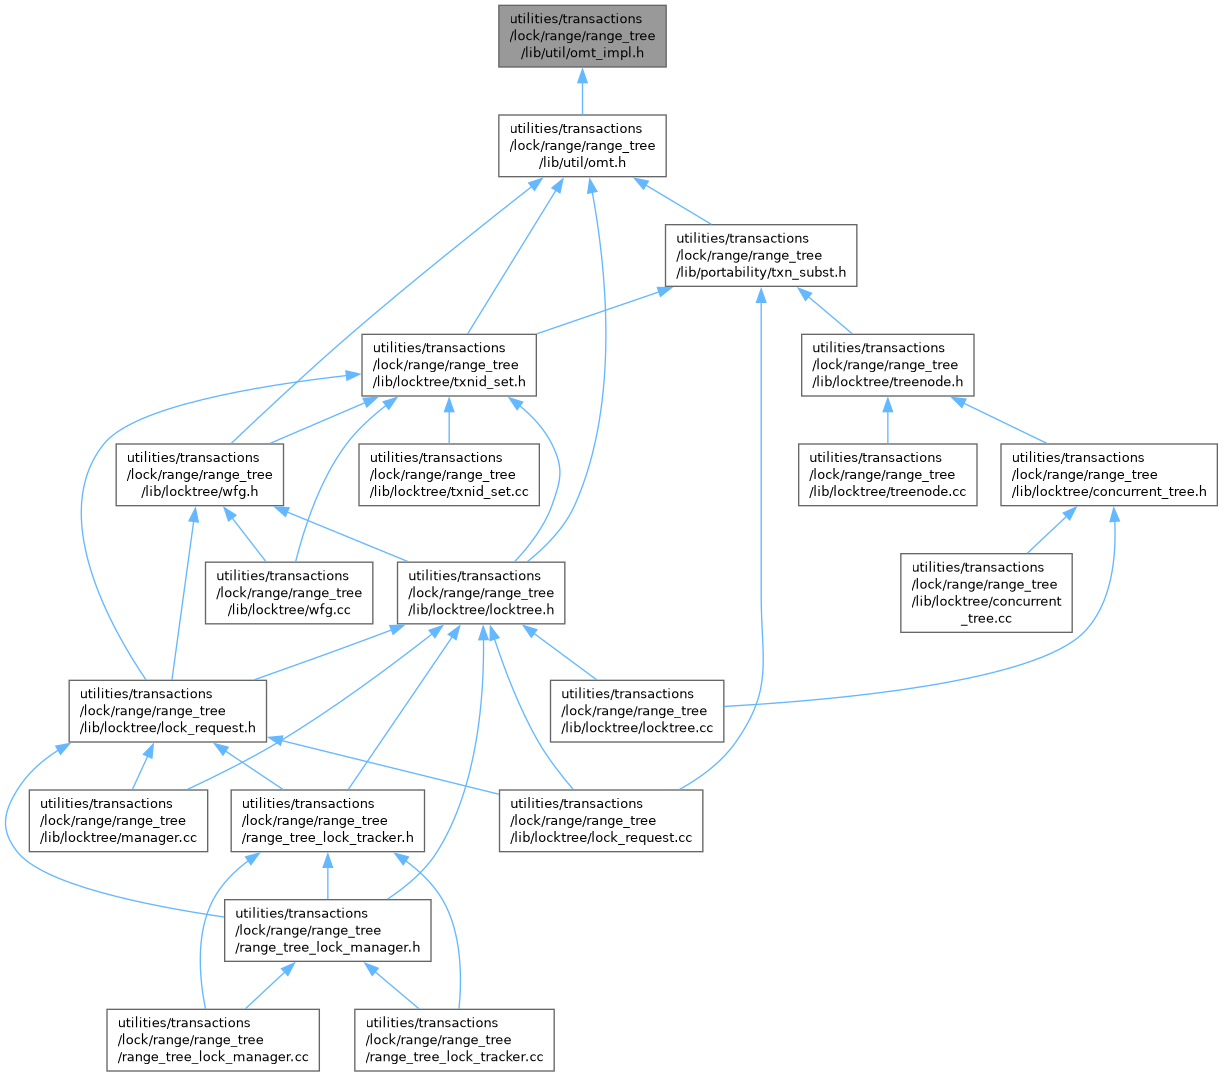 utilities/transactions
/lock/range/range_tree
/lib/util/omt_impl.h
utilities/transactions
/lock/range/range_tree
/lib/util/omt.h
utilities/transactions
/lock/range/range_tree
/lib/portability/txn_subst.h
utilities/transactions
/lock/range/range_tree
/lib/locktree/txnid_set.h
utilities/transactions
/lock/range/range_tree
/lib/locktree/treenode.h
utilities/transactions
/lock/range/range_tree
/lib/locktree/wfg.h
utilities/transactions
/lock/range/range_tree
/lib/locktree/txnid_set.cc
utilities/transactions
/lock/range/range_tree
/lib/locktree/treenode.cc
utilities/transactions
/lock/range/range_tree
/lib/locktree/concurrent_tree.h
utilities/transactions
/lock/range/range_tree
/lib/locktree/wfg.cc
utilities/transactions
/lock/range/range_tree
/lib/locktree/locktree.h
utilities/transactions
/lock/range/range_tree
/lib/locktree/concurrent
_tree.cc
utilities/transactions
/lock/range/range_tree
/lib/locktree/lock_request.h
utilities/transactions
/lock/range/range_tree
/lib/locktree/locktree.cc
utilities/transactions
/lock/range/range_tree
/lib/locktree/manager.cc
utilities/transactions
/lock/range/range_tree
/range_tree_lock_tracker.h
utilities/transactions
/lock/range/range_tree
/lib/locktree/lock_request.cc
utilities/transactions
/lock/range/range_tree
/range_tree_lock_manager.h
utilities/transactions
/lock/range/range_tree
/range_tree_lock_manager.cc
utilities/transactions
/lock/range/range_tree
/range_tree_lock_tracker.cc